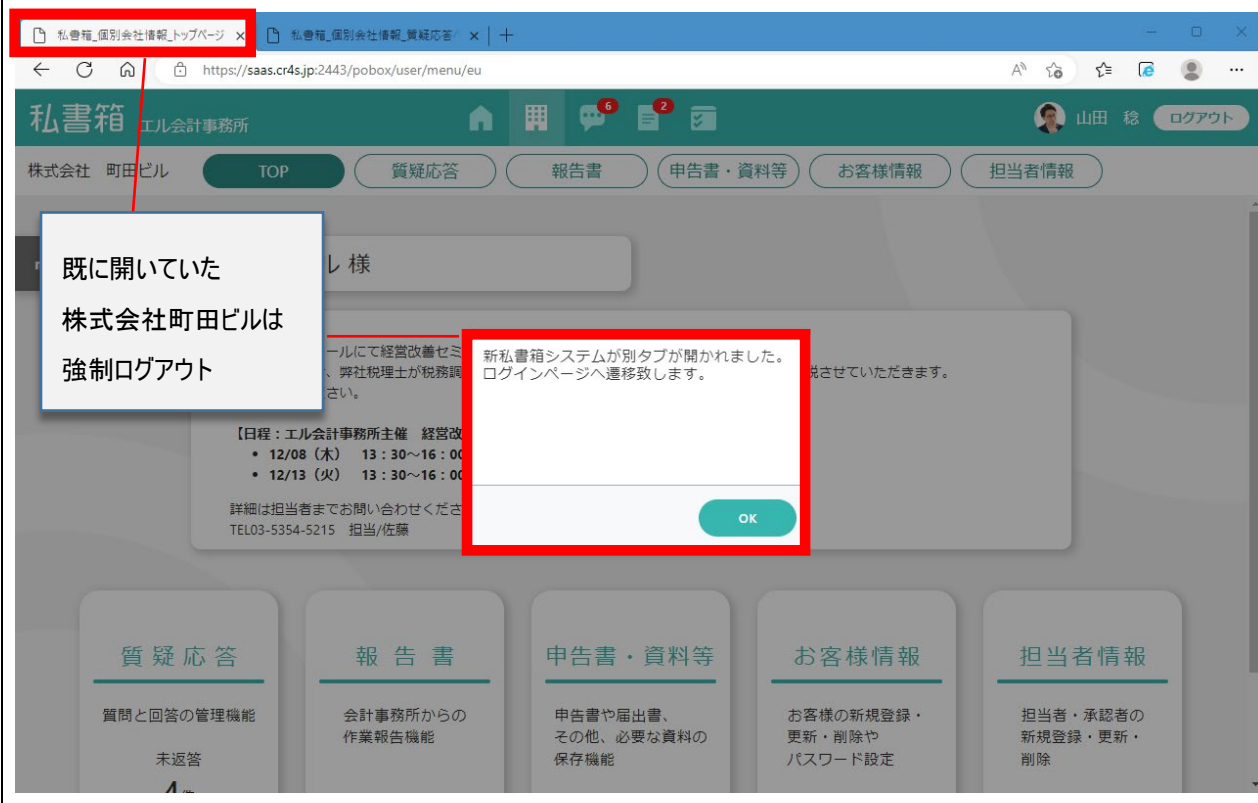 私書箱_個別会社情報_トップページ
私書箱_個別会社情報_質疑応答
https://saas.cr4s.jp:2443/pobox/user/menu/eu
私書箱 エル会計事務所
6
2
山田 稔
ログアウト
株式会社 町田ビル
TOP
質疑応答
報告書
申告書・資料等
お客様情報
担当者情報
既に開いていた
株式会社町田ビルは
強制ログアウト
ル 様
ールにて経営改善セミ
、弊社税理士が税務調
説させていただきます。
さい。
新私書箱システムが別タブが開かれました。
ログインページへ遷移致します。
OK
【日程：エル会計事務所主催 経営改
• 12/08（木） 13：30～16：00
• 12/13（火） 13：30～16：00
詳細は担当者までお問い合わせくださ
TEL03-5354-5215 担当/佐藤
質疑応答
質問と回答の管理機能
未返答
4件
報告書
会計事務所からの
作業報告機能
申告書・資料等
申告書や届出書、
その他、必要な資料の
保存機能
お客様情報
お客様の新規登録・
更新・削除や
パスワード設定
担当者情報
担当者・承認者の
新規登録・更新・
削除